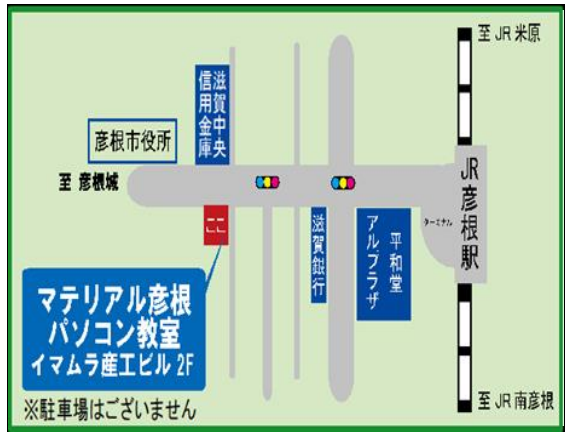 至 JR 米原
滋賀中央
信用金庫
彦根市役所
至 彦根城
JR彦根駅
ターミナル
ここ
滋賀銀行
平和堂
アル.プラザ
マテリアル彦根
パソコン教室
イマムラ産工ビル 2F
※駐車場はございません
至 JR 南彦根